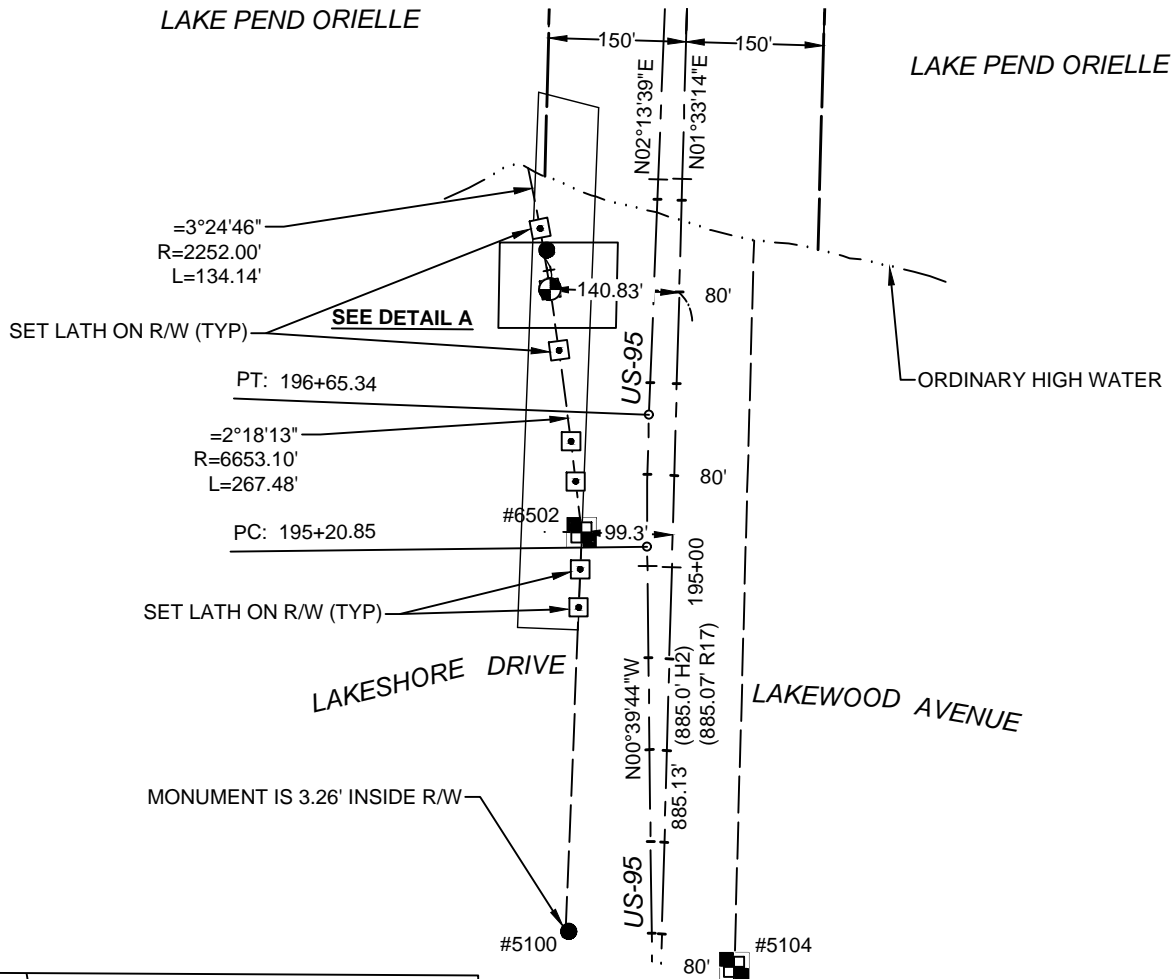 LAKE PEND ORIELLE
150'
150'
LAKE PEND ORIELLE
N02°13'39"E
N01°33'14"E
=3°24'46"
R=2252.00'
L=134.14'
140.83'
80'
SET LATH ON R/W (TYP)
SEE DETAIL A
US-95
PT: 196+65.34
ORDINARY HIGH WATER
=2°18'13"
R=6653.10'
L=267.48'
80'
#6502
99.3'
PC: 195+20.85
195+00
SET LATH ON R/W (TYP)
LAKESHORE DRIVE
N00°39'44"W
(885.0' H2)
(885.07' R17)
885.13'
LAKEWOOD AVENUE
MONUMENT IS 3.26' INSIDE R/W
US-95
#5100
80'
#5104